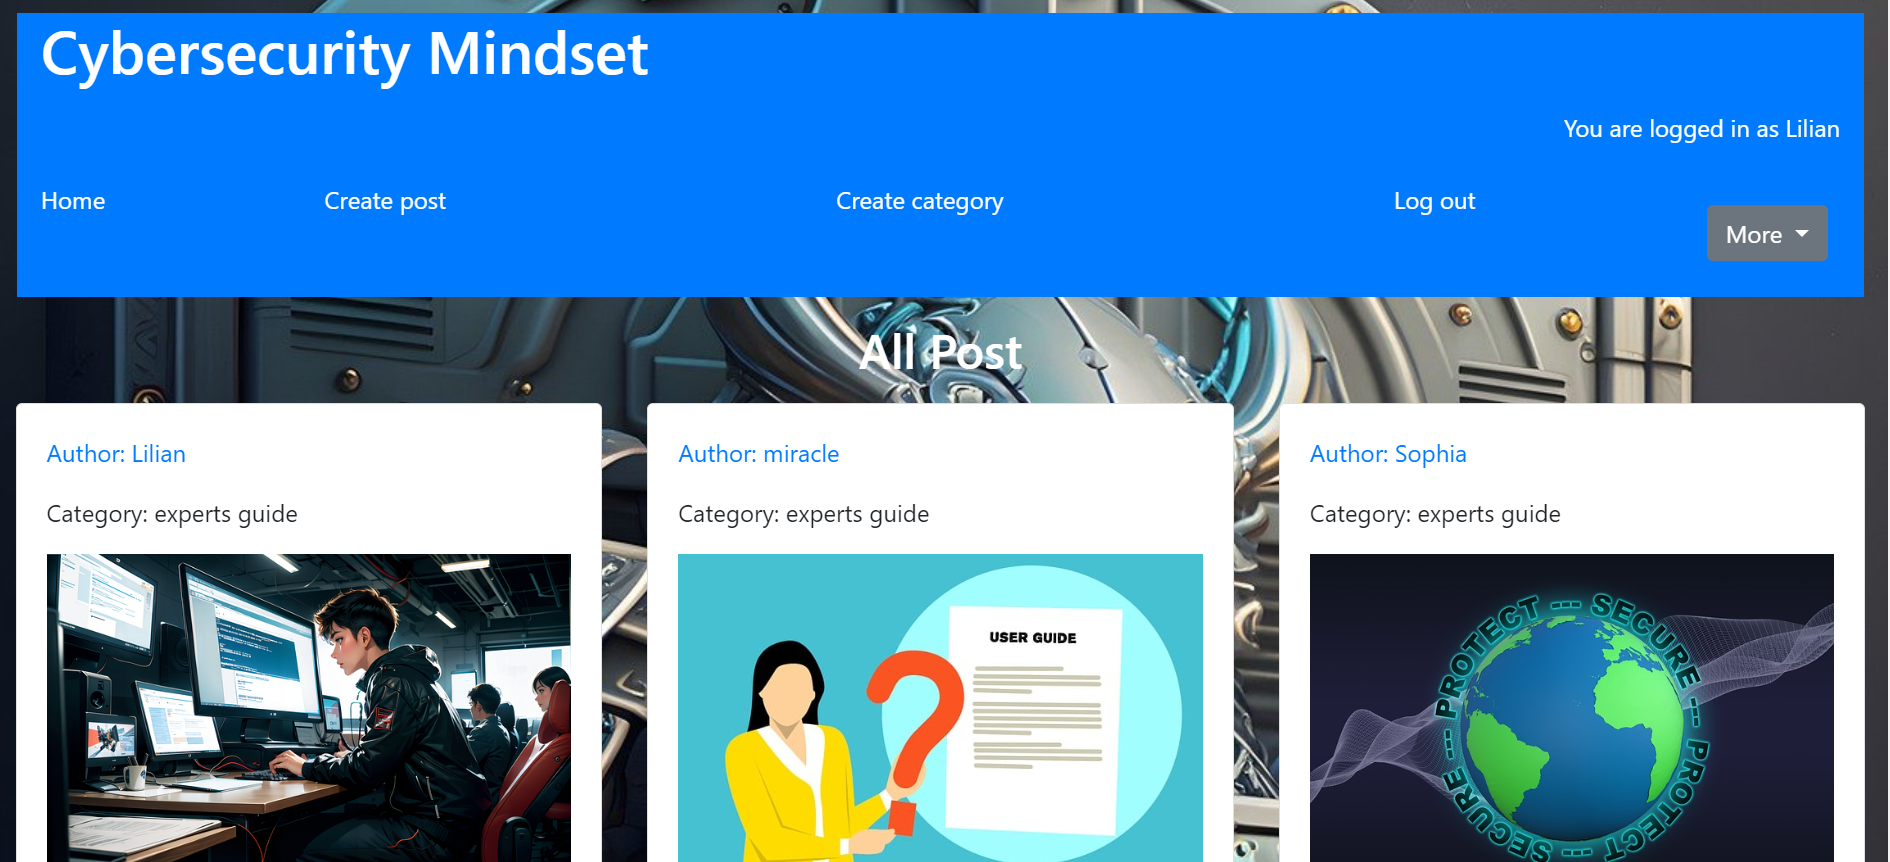 Cybersecurity Mindset
You are logged in as Lilian
Home Create post Create category Log out
More
All Post
Author: Lilian
Category: experts guide
Author: miracle
Category: experts guide
USER GUIDE
Author: Sophia
Category: experts guide
PROTECT --- SECURE --- PROTECT --- SECURE ---